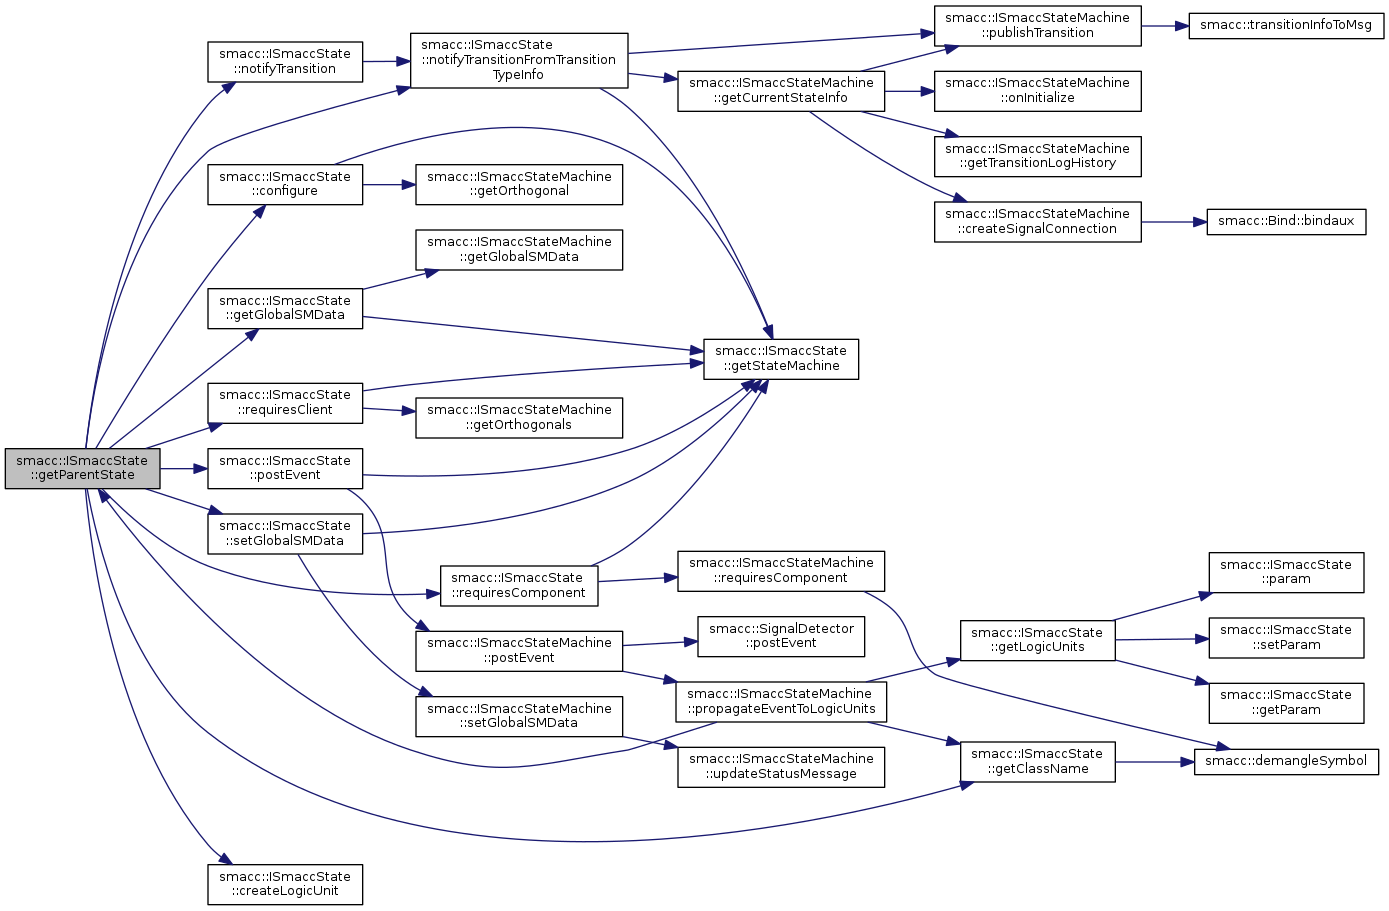 smacc::ISmaccState
::getParentState
smacc::ISmaccState
::notifyTransition
smacc::ISmaccState
::notifyTransitionFromTransition
TypeInfo
smacc::ISmaccStateMachine
::publishTransition
smacc::transitionInfoToMsg
smacc::ISmaccStateMachine
::getCurrentStateInfo
smacc::ISmaccStateMachine
::onInitialize
smacc::ISmaccStateMachine
::getTransitionLogHistory
smacc::ISmaccStateMachine
::createSignalConnection
smacc::Bind::bindaux
smacc::ISmaccState
::configure
smacc::ISmaccStateMachine
::getOrthogonal
smacc::ISmaccStateMachine
::getGlobalSMData
smacc::ISmaccState
::getGlobalSMData
smacc::ISmaccState
::getStateMachine
smacc::ISmaccState
::requiresClient
smacc::ISmaccStateMachine
::getOrthogonals
smacc::ISmaccState
::postEvent
smacc::ISmaccState
::setGlobalSMData
smacc::ISmaccState
::requiresComponent
smacc::ISmaccStateMachine
::requiresComponent
smacc::ISmaccStateMachine
::postEvent
smacc::SignalDetector
::postEvent
smacc::ISmaccStateMachine
::propagateEventToLogicUnits
smacc::ISmaccState
::getLogicUnits
smacc::ISmaccState
::param
smacc::ISmaccState
::setParam
smacc::ISmaccState
::getParam
smacc::ISmaccStateMachine
::setGlobalSMData
smacc::ISmaccStateMachine
::updateStatusMessage
smacc::ISmaccState
::getClassName
smacc::demangleSymbol
smacc::ISmaccState
::createLogicUnit